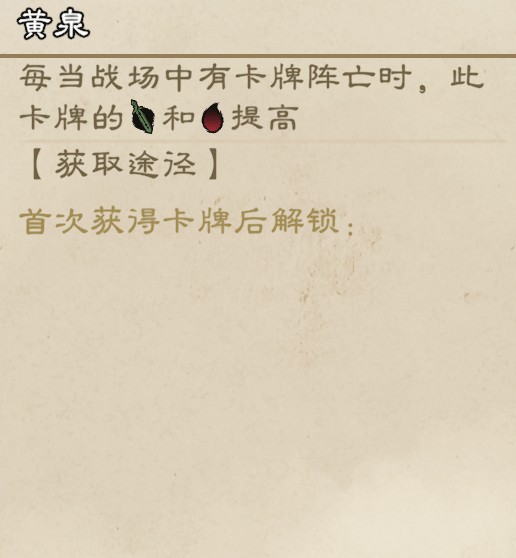 黄泉
每当战场中有卡牌阵亡时，此
卡牌的和提高
【获取途径】
首次获得卡牌后解锁：